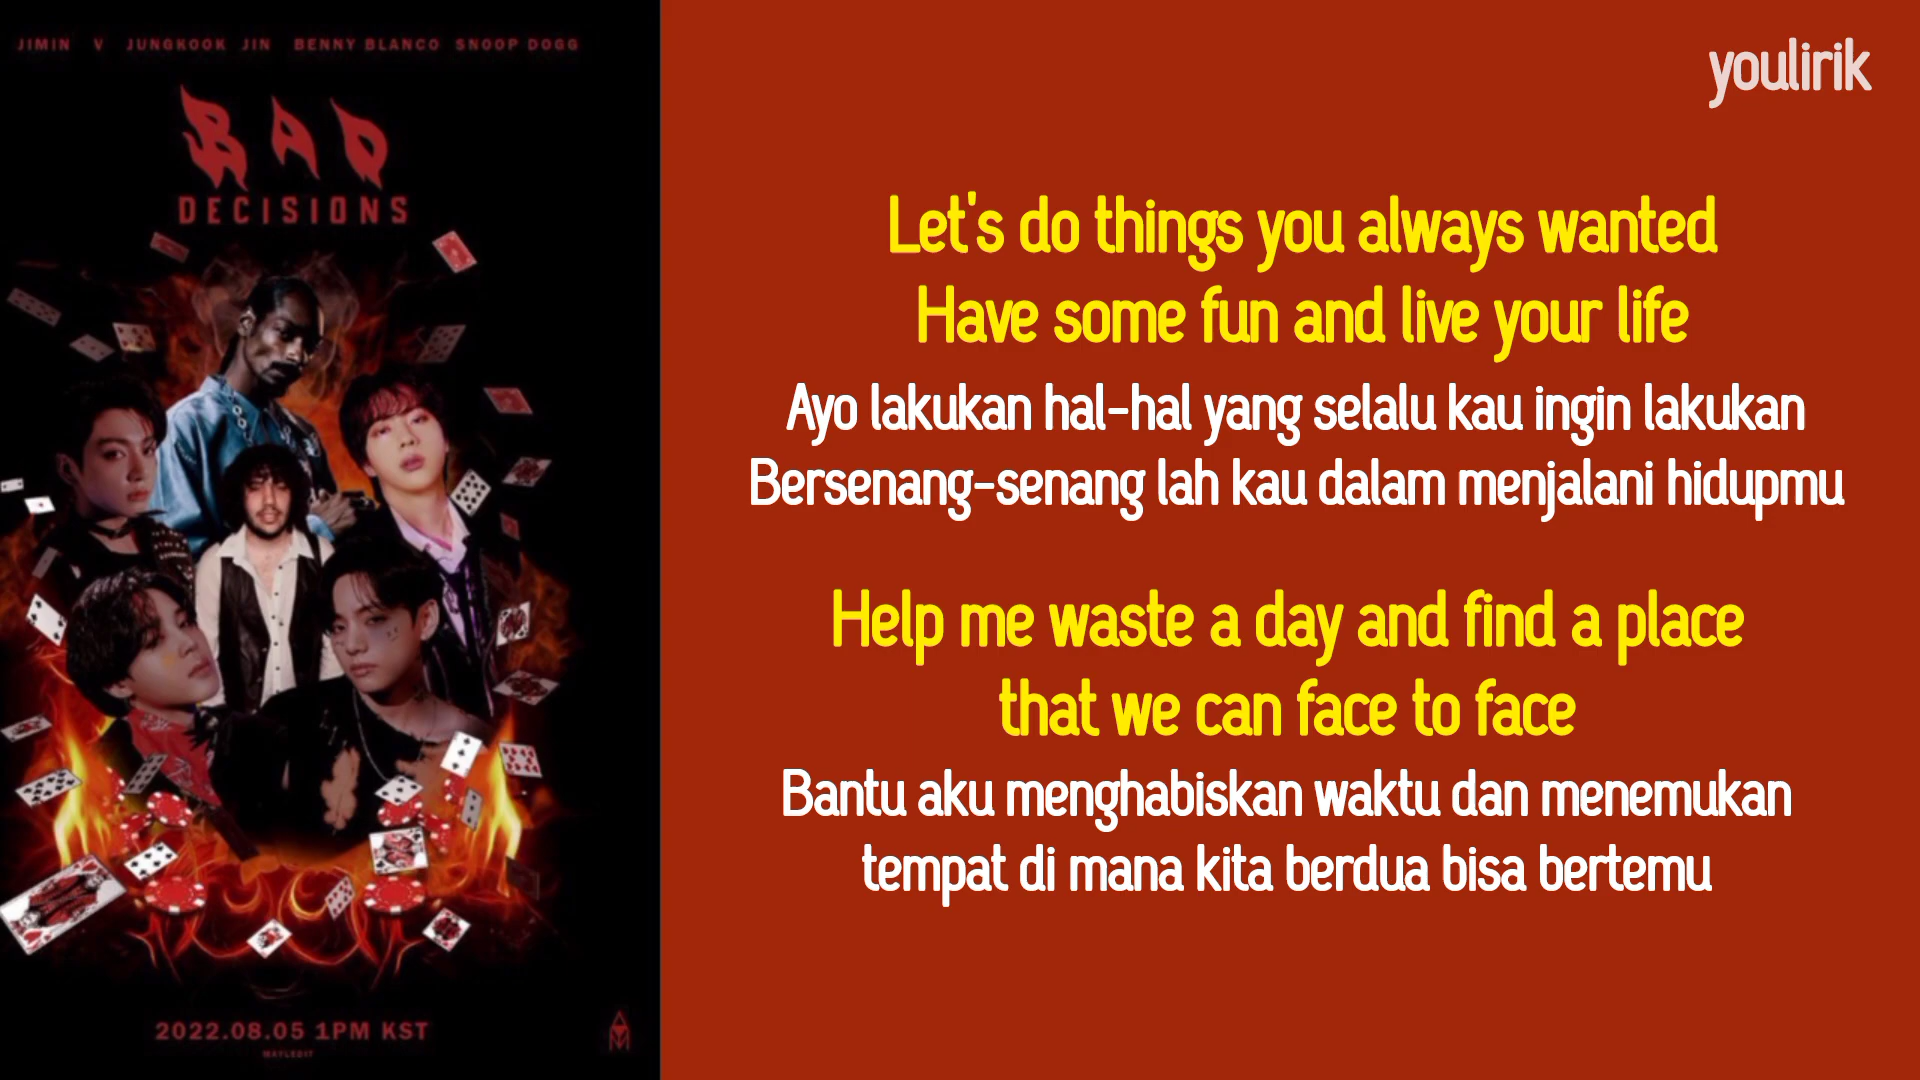 JIMIN V JUNGKOOK JIN BENNY BLANCO SNOOP DOGG
BAD
DECISIONS
2022.08.05 1PM KST
MAYLEDIT
youlirik
Let's do things you always wanted
Have some fun and live your life
Ayo lakukan hal-hal yang selalu kau ingin lakukan
Bersenang-senang lah kau dalam menjalani hidupmu
Help me waste a day and find a place
that we can face to face
Bantu aku menghabiskan waktu dan menemukan
tempat di mana kita berdua bisa bertemu